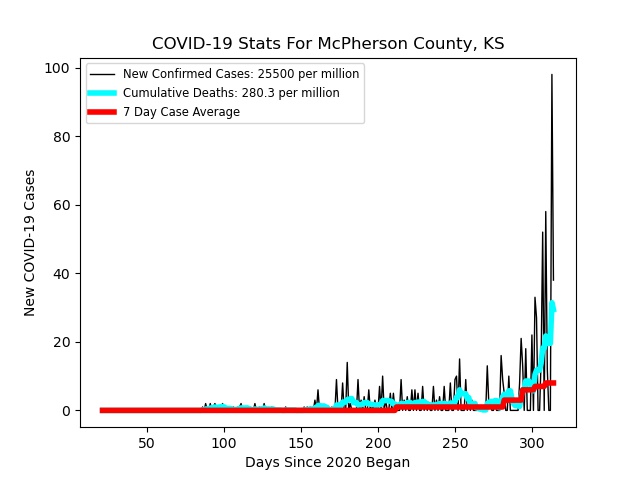 COVID-19 Stats For McPherson County, KS
New Confirmed Cases: 25500 per million
Cumulative Deaths: 280.3 per million
7 Day Case Average
New COVID-19 Cases
100
80
60
40
20
0
50 100 150 200 250 300
Days Since 2020 Began